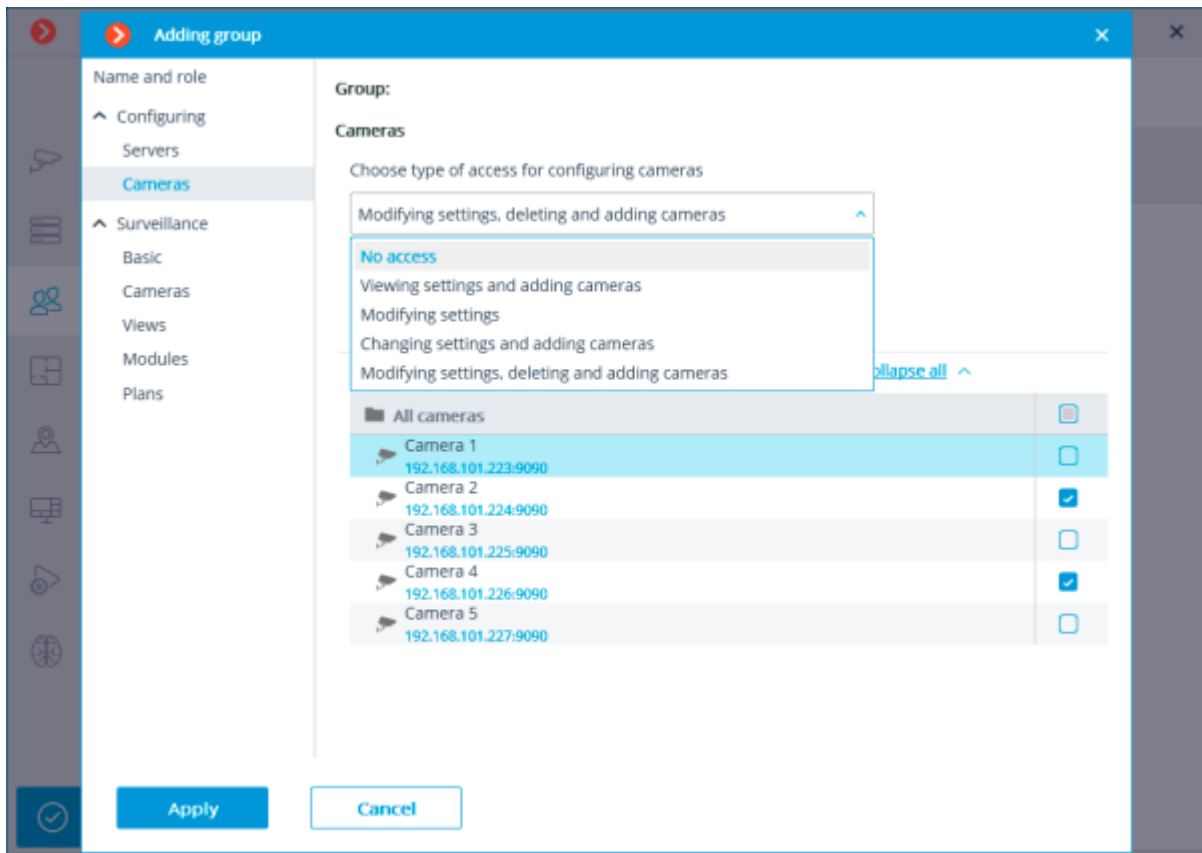 Adding group
Name and role
Configuring
Servers
Cameras
Surveillance
Basic
Cameras
Views
Modules
Plans
Group:
Cameras
Choose type of access for configuring cameras
Modifying settings, deleting and adding cameras
No access
Viewing settings and adding cameras
Modifying settings
Changing settings and adding cameras
Modifying settings, deleting and adding cameras
ollapse all
All cameras
Camera 1
192.168.101.223:9090
Camera 2
192.168.101.224:9090
Camera 3
192.168.101.225:9090
Camera 4
192.168.101.226:9090
Camera 5
192.168.101.227:9090
Apply
Cancel